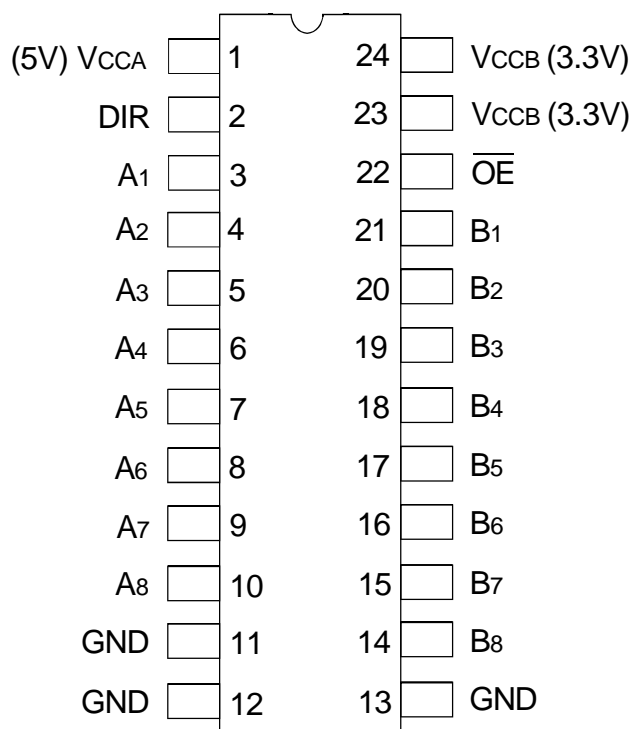 (5V) VCCA 1 24 VCCB (3.3V)
DIR 2 23 VCCB (3.3V)
A1 3 22 O̅E̅
A2 4 21 B1
A3 5 20 B2
A4 6 19 B3
A5 7 18 B4
A6 8 17 B5
A7 9 16 B6
A8 10 15 B7
GND 11 14 B8
GND 12 13 GND